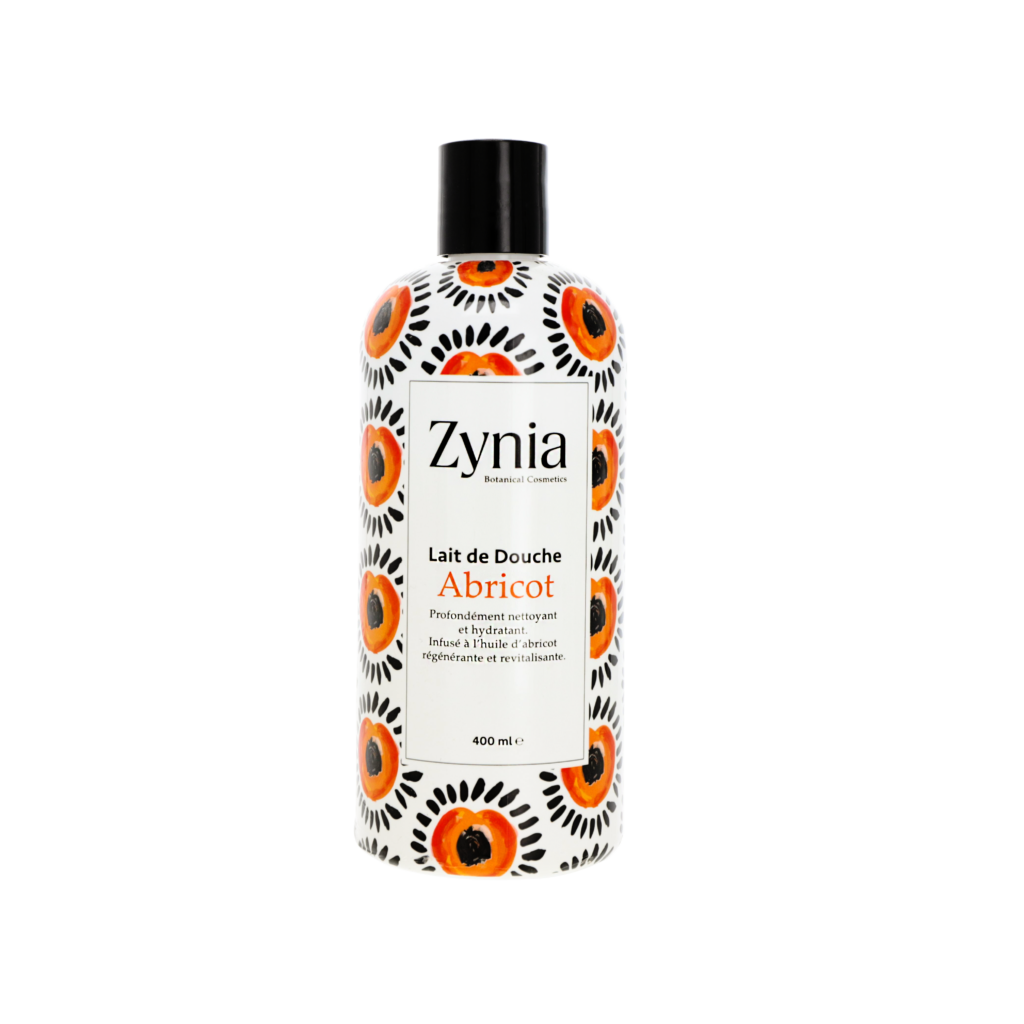 Zynia
Botanical Cosmetics
Lait de Douche
Abricot
Profondément nettoyant
et hydratant.
Infusé à l'huile d'abricot
régénérante et revitalisante.
400 ml ℮